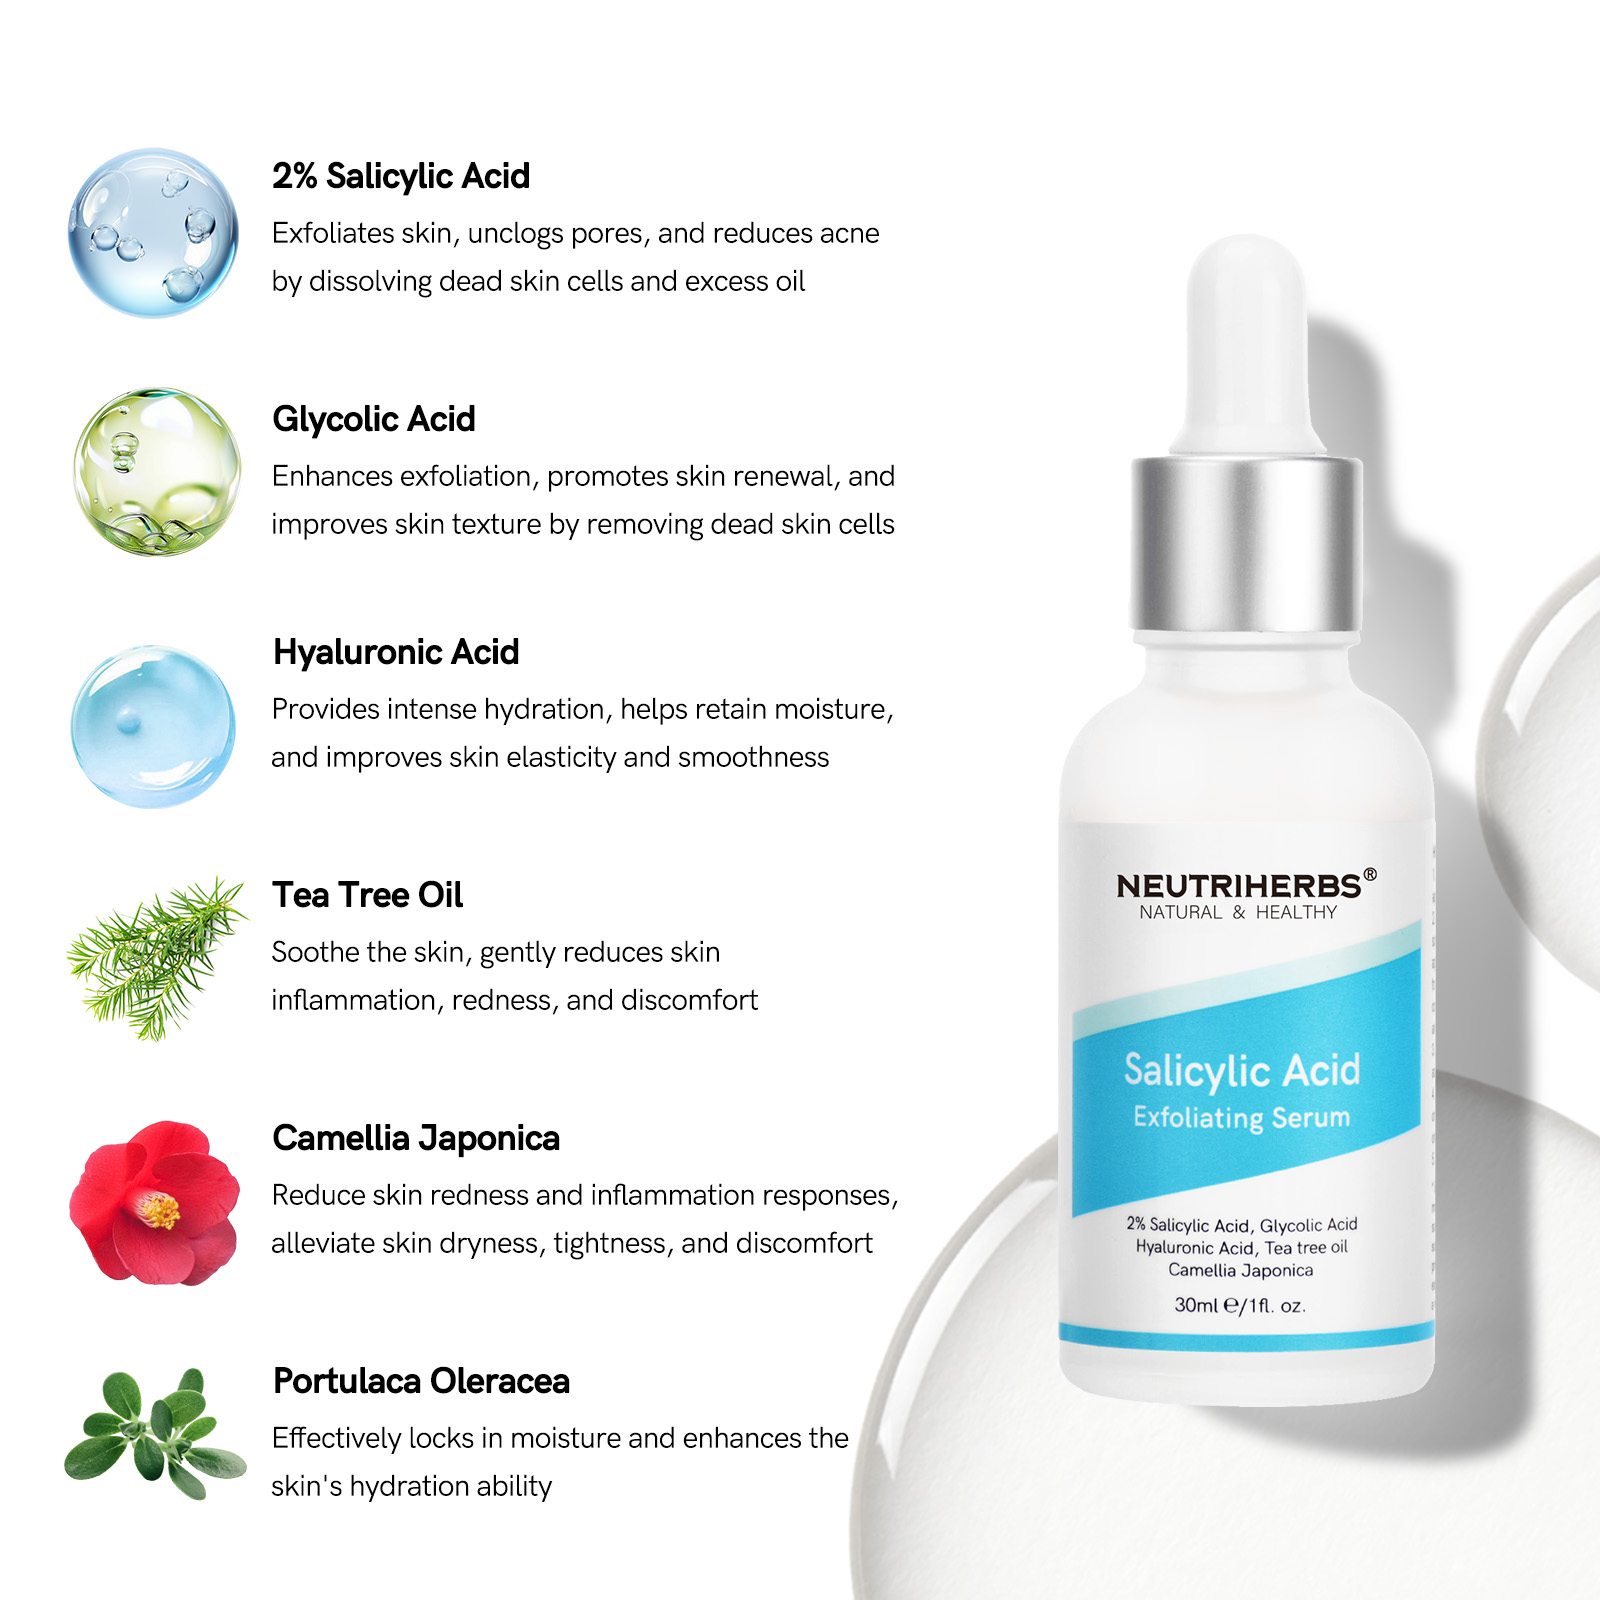 2% Salicylic Acid
Exfoliates skin, unclogs pores, and reduces acne
by dissolving dead skin cells and excess oil
Glycolic Acid
Enhances exfoliation, promotes skin renewal, and
improves skin texture by removing dead skin cells
Hyaluronic Acid
Provides intense hydration, helps retain moisture,
and improves skin elasticity and smoothness
Tea Tree Oil
Soothe the skin, gently reduces skin
inflammation, redness, and discomfort
Camellia Japonica
Reduce skin redness and inflammation responses,
alleviate skin dryness, tightness, and discomfort
Portulaca Oleracea
Effectively locks in moisture and enhances the
skin's hydration ability
NEUTRIHERBS®
NATURAL & HEALTHY
Salicylic Acid
Exfoliating Serum
2% Salicylic Acid, Glycolic Acid
Hyaluronic Acid, Tea tree oil
Camellia Japonica
30ml ℮/1fl. oz.